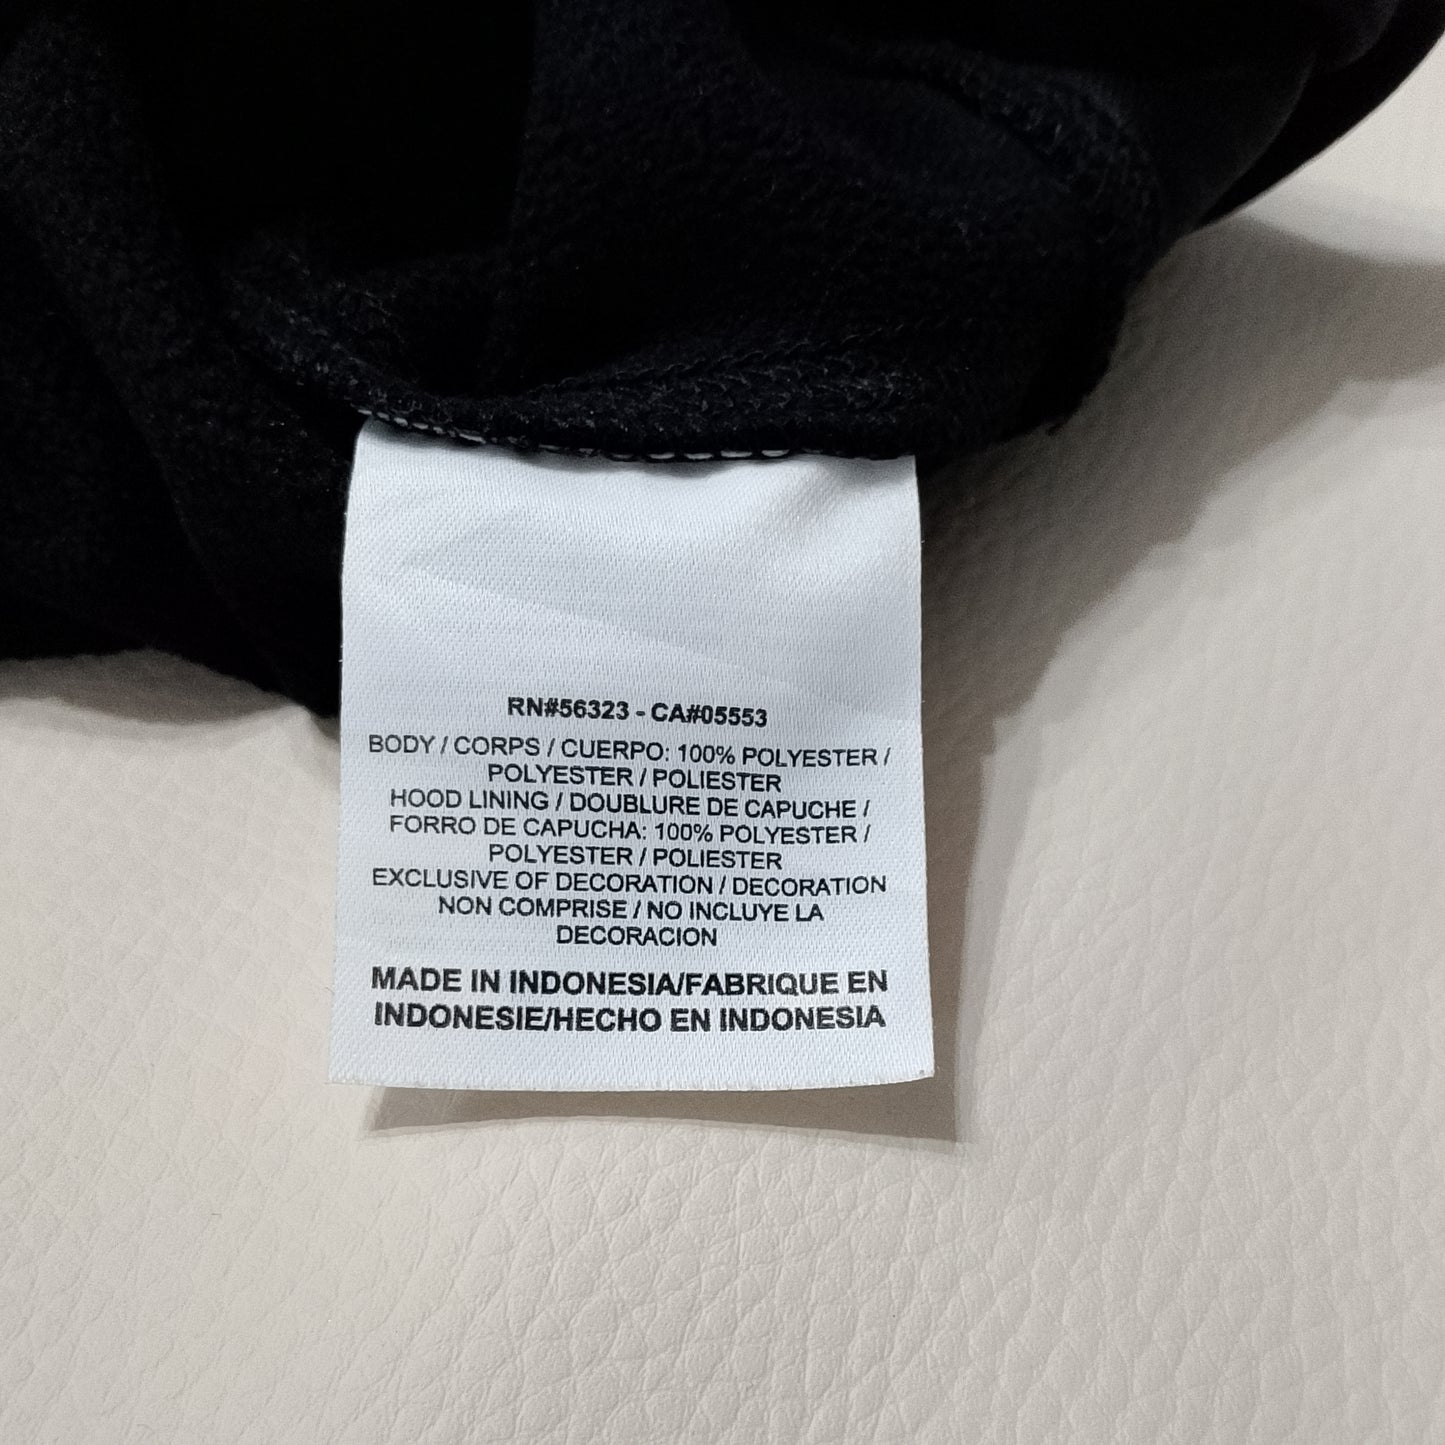 RN#56323 - CA#05553
BODY / CORPS / CUERPO: 100% POLYESTER /
POLYESTER / POLIESTER
HOOD LINING / DOUBLURE DE CAPUCHE /
FORRO DE CAPUCHA: 100% POLYESTER /
POLYESTER / POLIESTER
EXCLUSIVE OF DECORATION / DECORATION
NON COMPRISE / NO INCLUYE LA
DECORACION
MADE IN INDONESIA/FABRIQUE EN
INDONESIE/HECHO EN INDONESIA